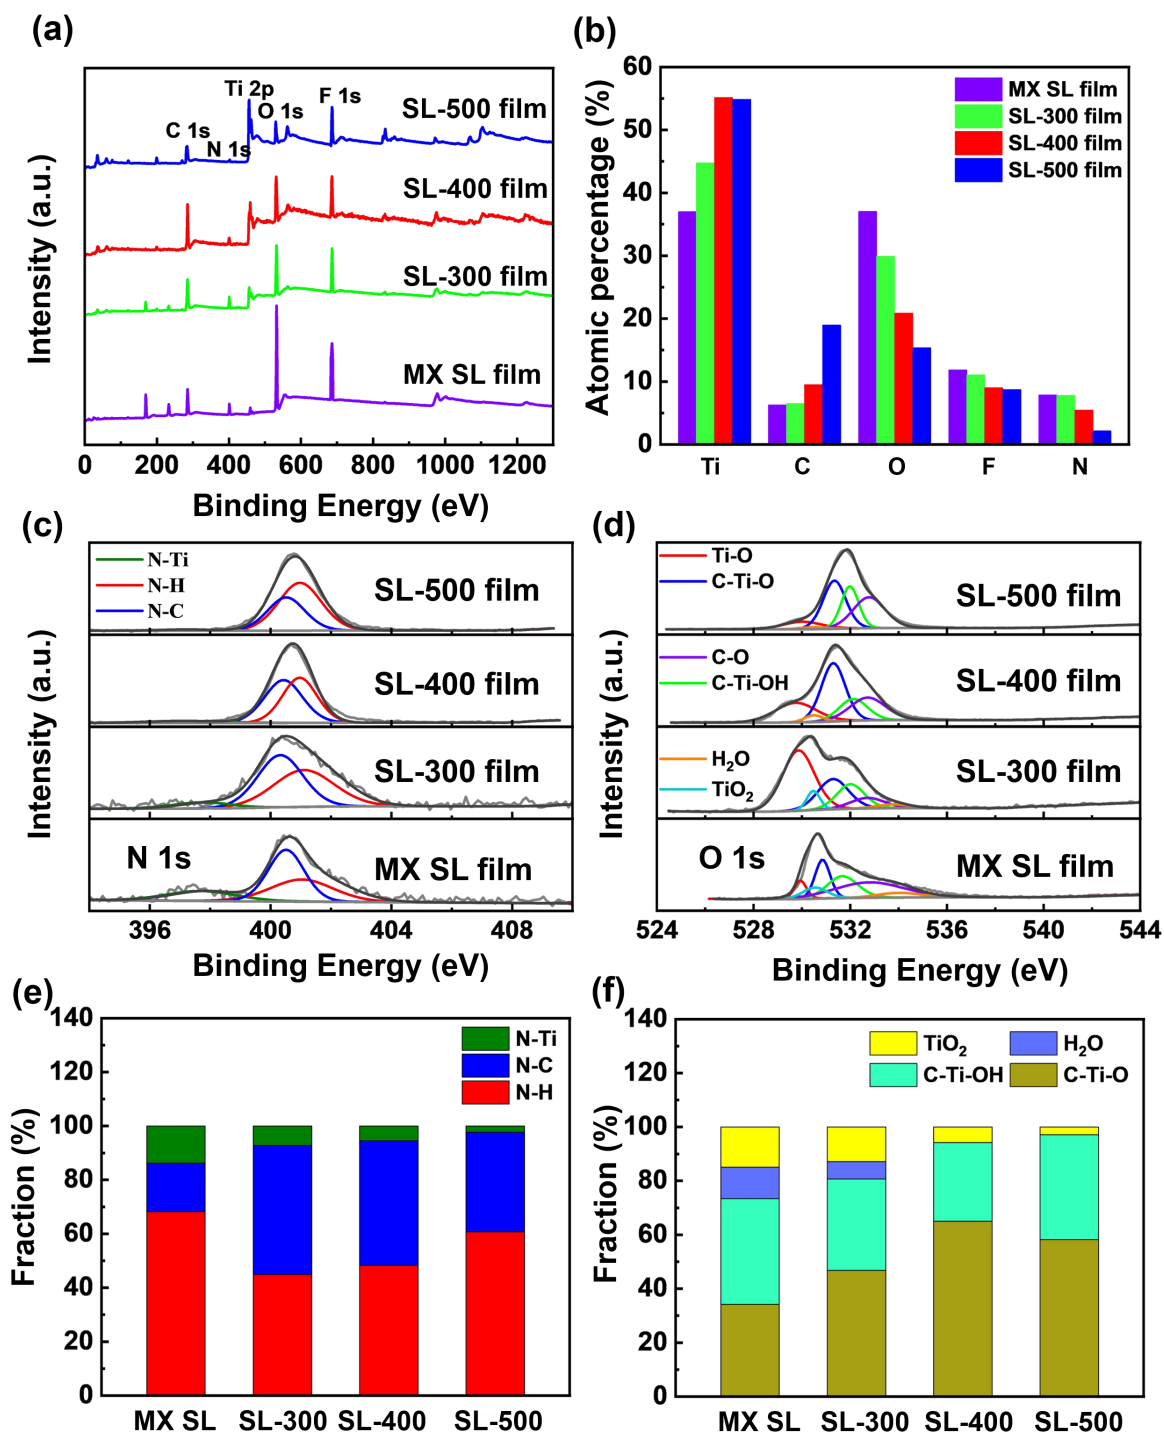 (a)
Ti 2p
O 1s
F 1s
C 1s
N 1s
SL-500 film
SL-400 film
SL-300 film
MX SL film
Intensity (a.u.)
0 200 400 600 800 1000 1200
Binding Energy (eV)
(b)
60
50
40
30
20
10
0
Atomic percentage (%)
MX SL film
SL-300 film
SL-400 film
SL-500 film
Ti C O F N
(c)
N-Ti
N-H
N-C
SL-500 film
SL-400 film
SL-300 film
N 1s
MX SL film
Intensity (a.u.)
396 400 404 408
Binding Energy (eV)
(d)
Ti-O
C-Ti-O
SL-500 film
C-O
C-Ti-OH
SL-400 film
H₂O
TiO₂
SL-300 film
O 1s
MX SL film
Intensity (a.u.)
524 528 532 536 540 544
Binding Energy (eV)
(e)
140
120
100
80
60
40
20
0
Fraction (%)
N-Ti
N-C
N-H
MX SL SL-300 SL-400 SL-500
(f)
140
120
100
80
60
40
20
0
Fraction (%)
TiO₂ H₂O
C-Ti-OH C-Ti-O
MX SL SL-300 SL-400 SL-500